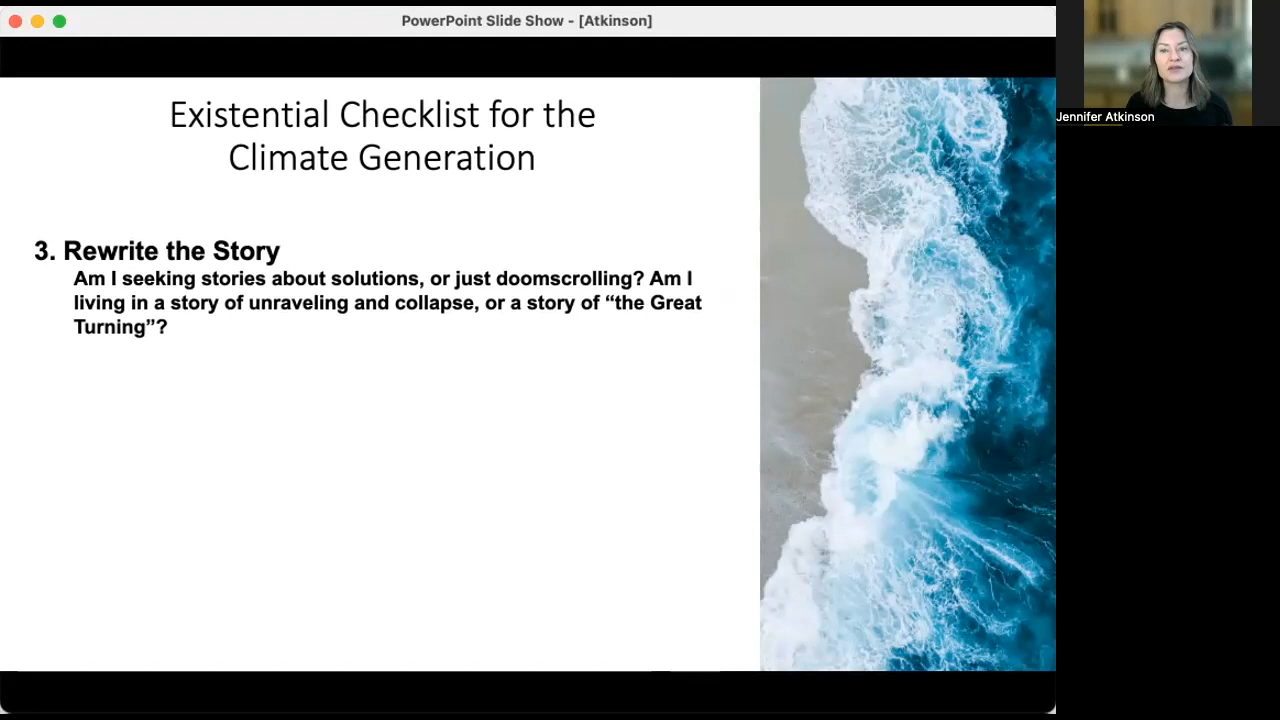 PowerPoint Slide Show - [Atkinson]
Jennifer Atkinson
Existential Checklist for the
Climate Generation
3. Rewrite the Story
Am I seeking stories about solutions, or just doomscrolling? Am I
living in a story of unraveling and collapse, or a story of “the Great
Turning”?